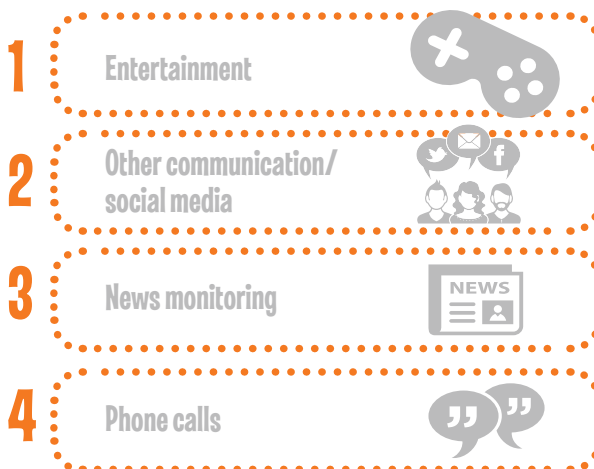 1
Entertainment
2
Other communication/
social media
3
News monitoring
NEWS
4
Phone calls